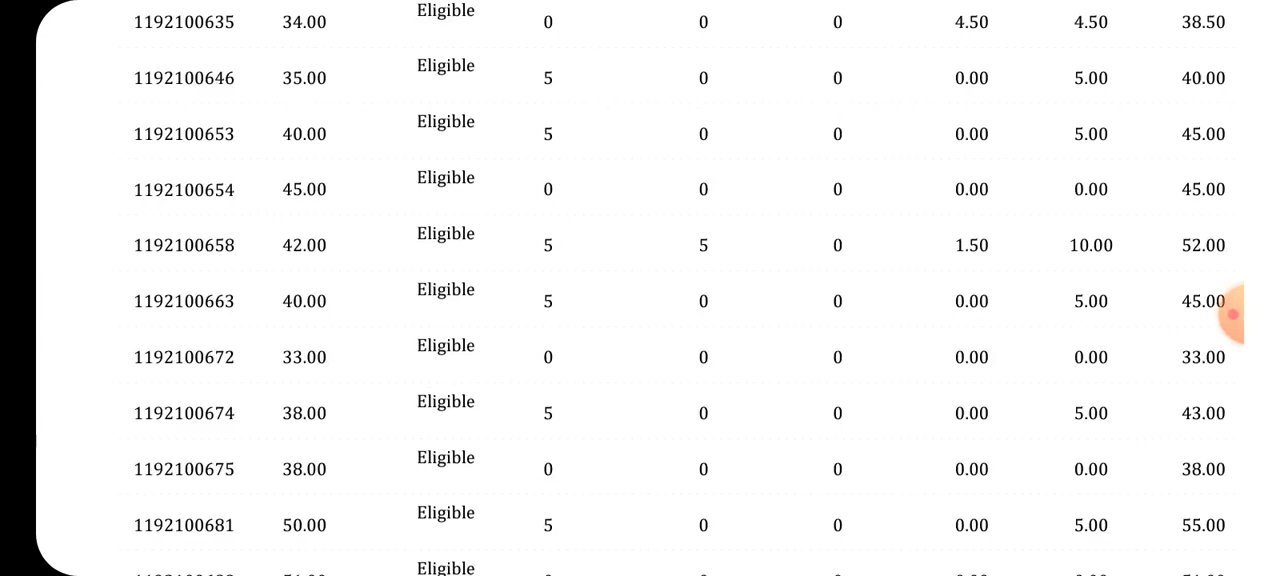 1192100635 34.00 Eligible 0 0 0 4.50 4.50 38.50
1192100646 35.00 Eligible 5 0 0 0.00 5.00 40.00
1192100653 40.00 Eligible 5 0 0 0.00 5.00 45.00
1192100654 45.00 Eligible 0 0 0 0.00 0.00 45.00
1192100658 42.00 Eligible 5 5 0 1.50 10.00 52.00
1192100663 40.00 Eligible 5 0 0 0.00 5.00 45.00
1192100672 33.00 Eligible 0 0 0 0.00 0.00 33.00
1192100674 38.00 Eligible 5 0 0 0.00 5.00 43.00
1192100675 38.00 Eligible 0 0 0 0.00 0.00 38.00
1192100681 50.00 Eligible 5 0 0 0.00 5.00 55.00
Eligible